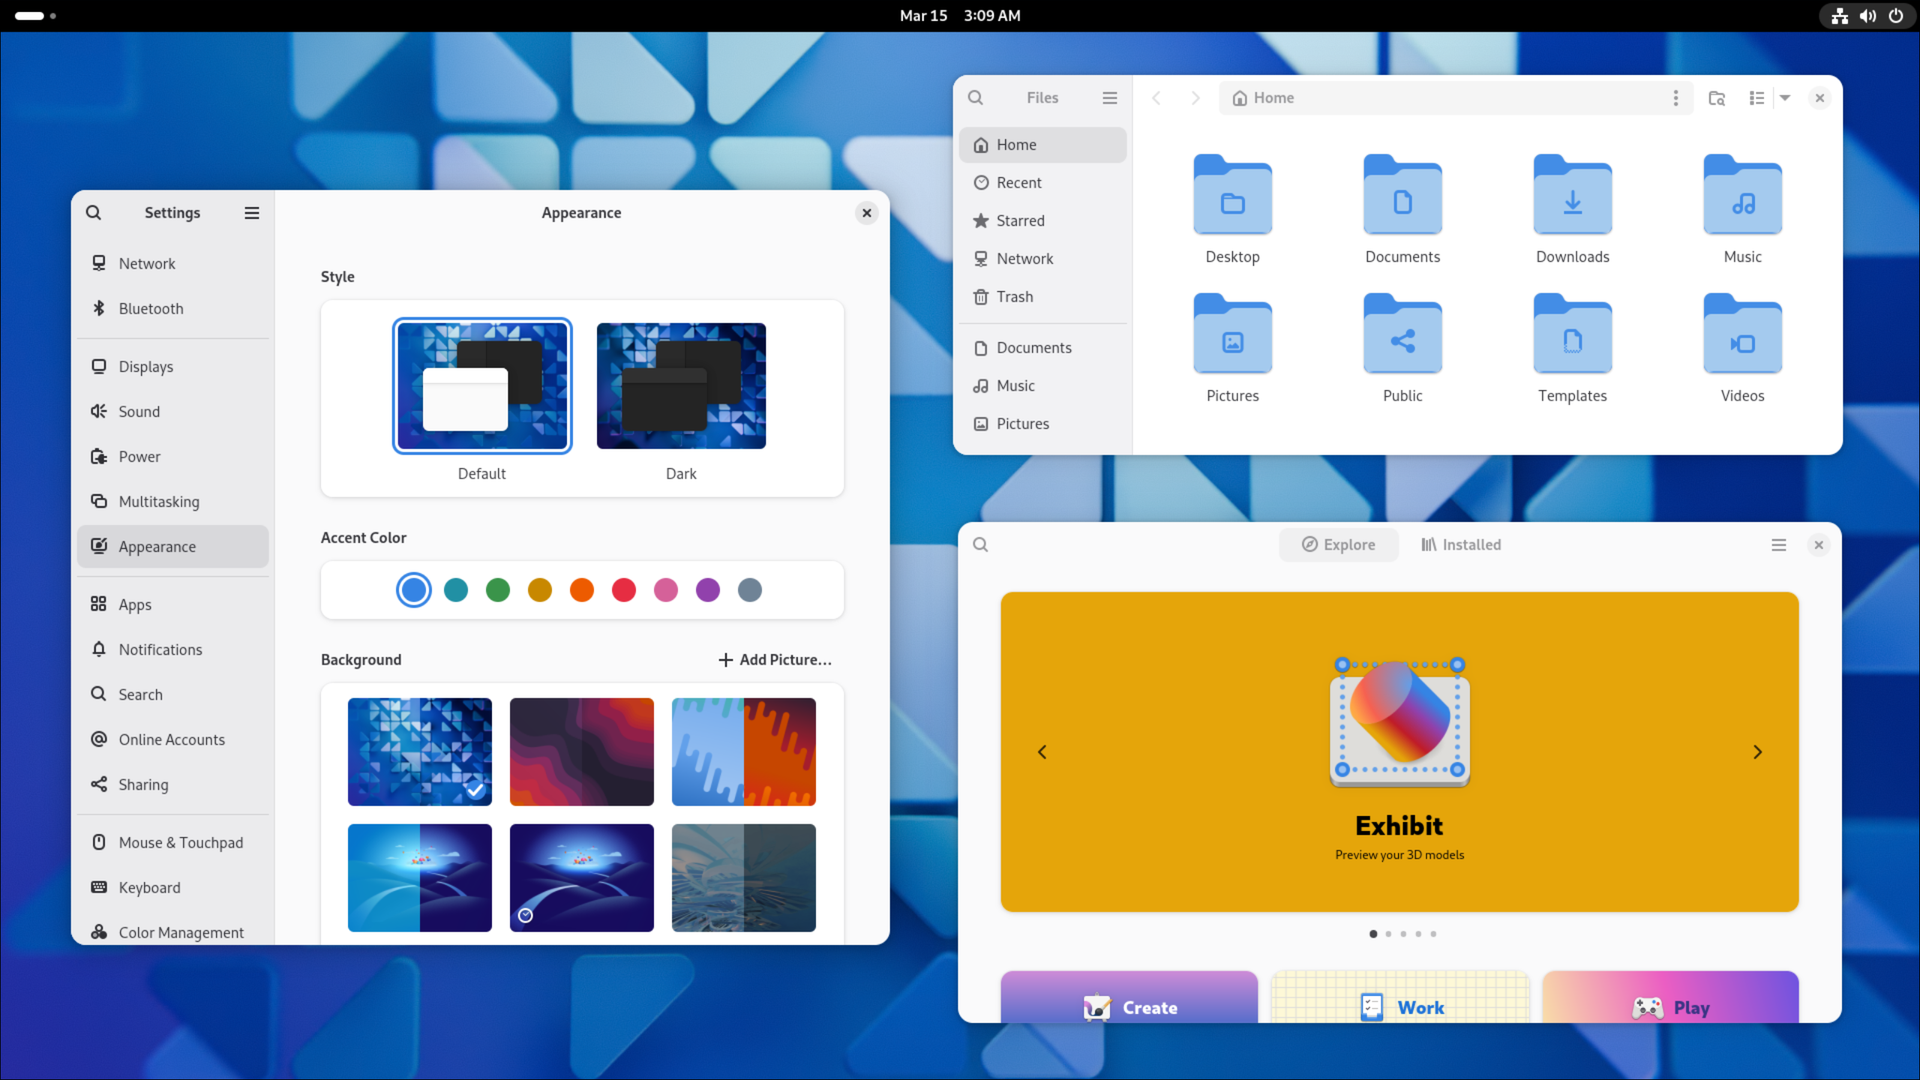 Mar 15 3:09 AM
Settings
Network
Bluetooth
Displays
Sound
Power
Multitasking
Appearance
Apps
Notifications
Search
Online Accounts
Sharing
Mouse & Touchpad
Keyboard
Color Management
Appearance
Style
Default Dark
Accent Color
Background Add Picture...
Files
Home
Recent
Starred
Network
Trash
Documents
Music
Pictures
Home
Desktop Documents Downloads Music
Pictures Public Templates Videos
Explore Installed
Exhibit
Preview your 3D models
Create Work Play